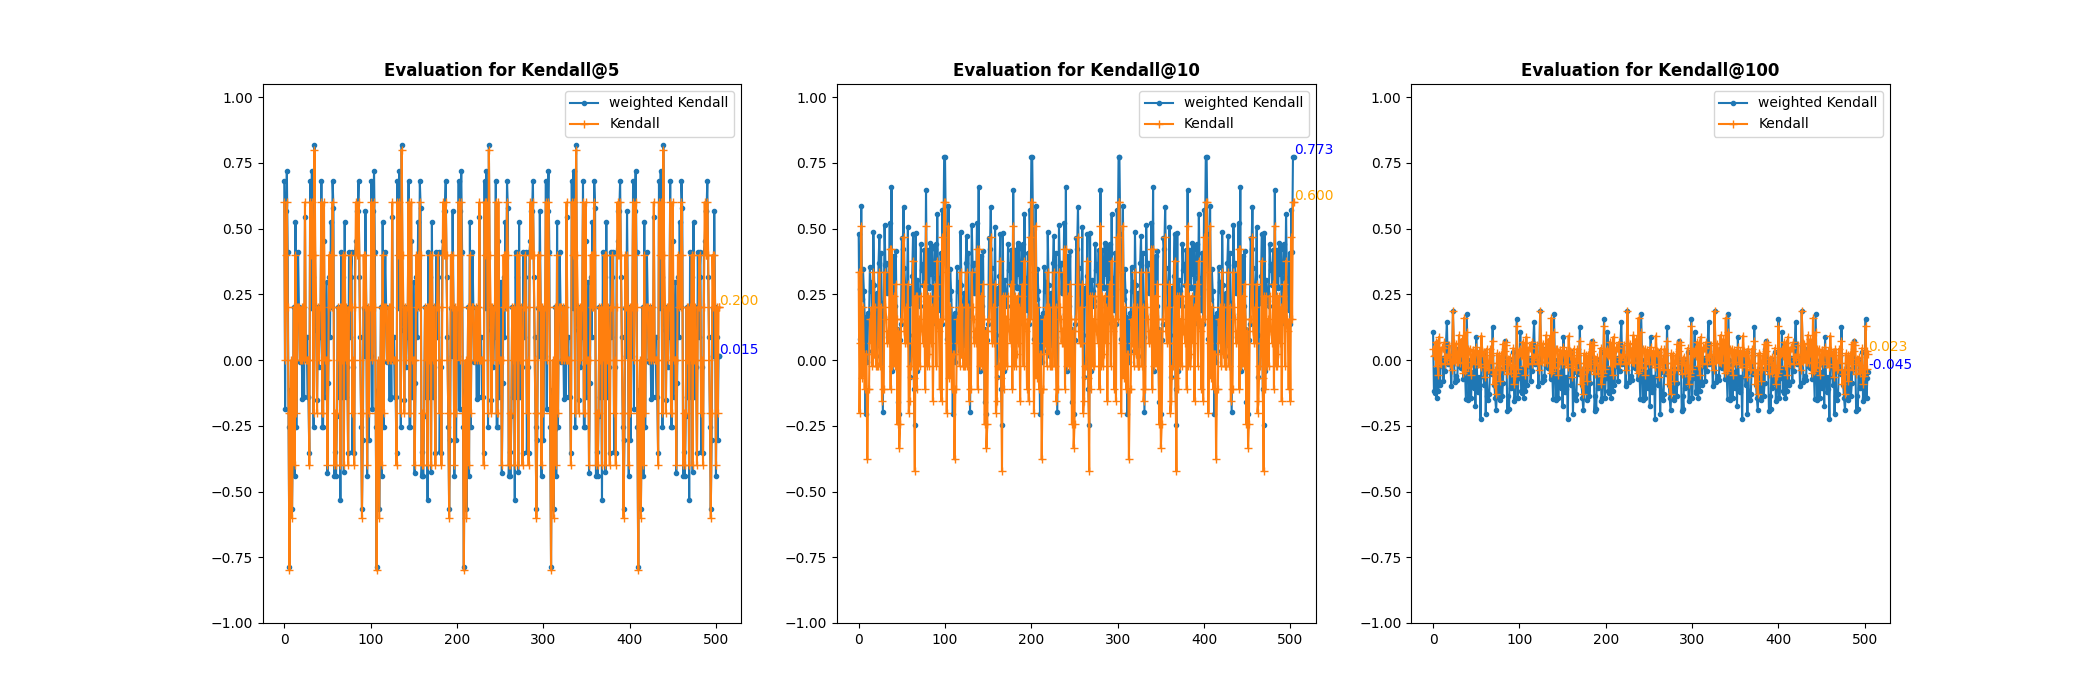 Evaluation for Kendall@5
1.00
0.75
0.50
0.25
0.00
−0.25
−0.50
−0.75
−1.00
0 100 200 300 400 500
weighted Kendall
Kendall
0.200
0.015
Evaluation for Kendall@10
1.00
0.75
0.50
0.25
0.00
−0.25
−0.50
−0.75
−1.00
0 100 200 300 400 500
weighted Kendall
Kendall
0.773
0.600
Evaluation for Kendall@100
1.00
0.75
0.50
0.25
0.00
−0.25
−0.50
−0.75
−1.00
0 100 200 300 400 500
weighted Kendall
Kendall
0.023
-0.045